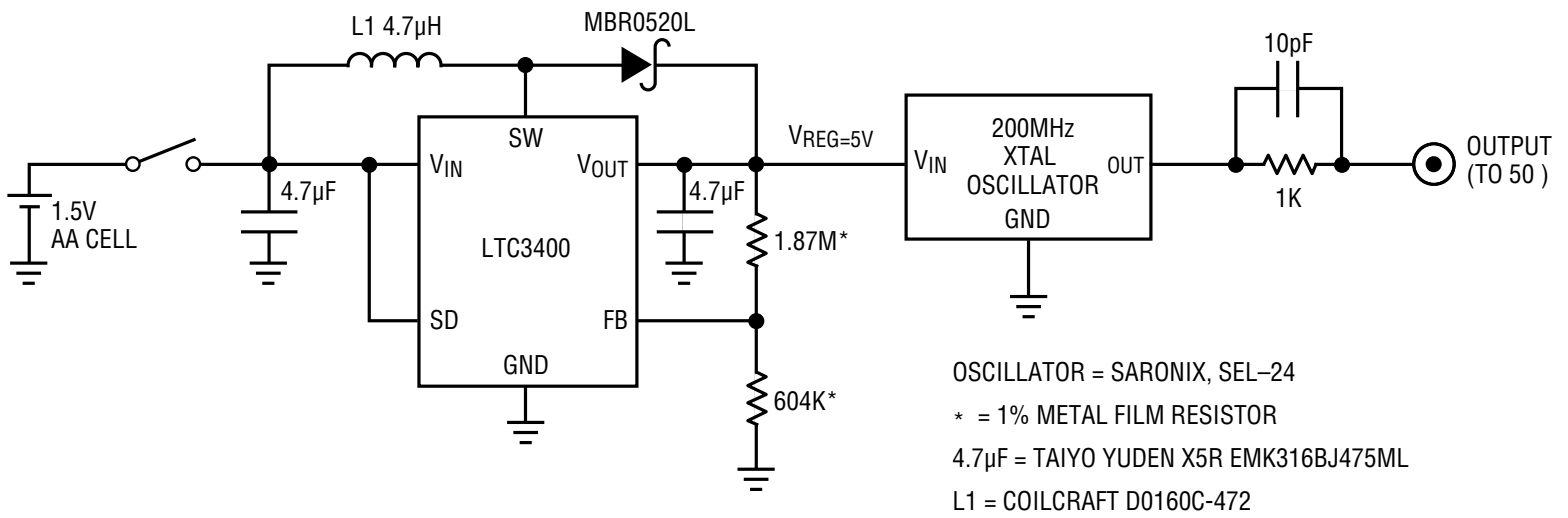 L1 4.7µH
MBR0520L
10pF
SW
VIN
VOUT
VREG=5V
200MHz
XTAL
OSCILLATOR
VIN
OUT
GND
OUTPUT
(TO 50 )
1K
1.5V
AA CELL
4.7µF
4.7µF
LTC3400
1.87M*
SD
FB
GND
604K*
OSCILLATOR = SARONIX, SEL–24
* = 1% METAL FILM RESISTOR
4.7µF = TAIYO YUDEN X5R EMK316BJ475ML
L1 = COILCRAFT D0160C-472